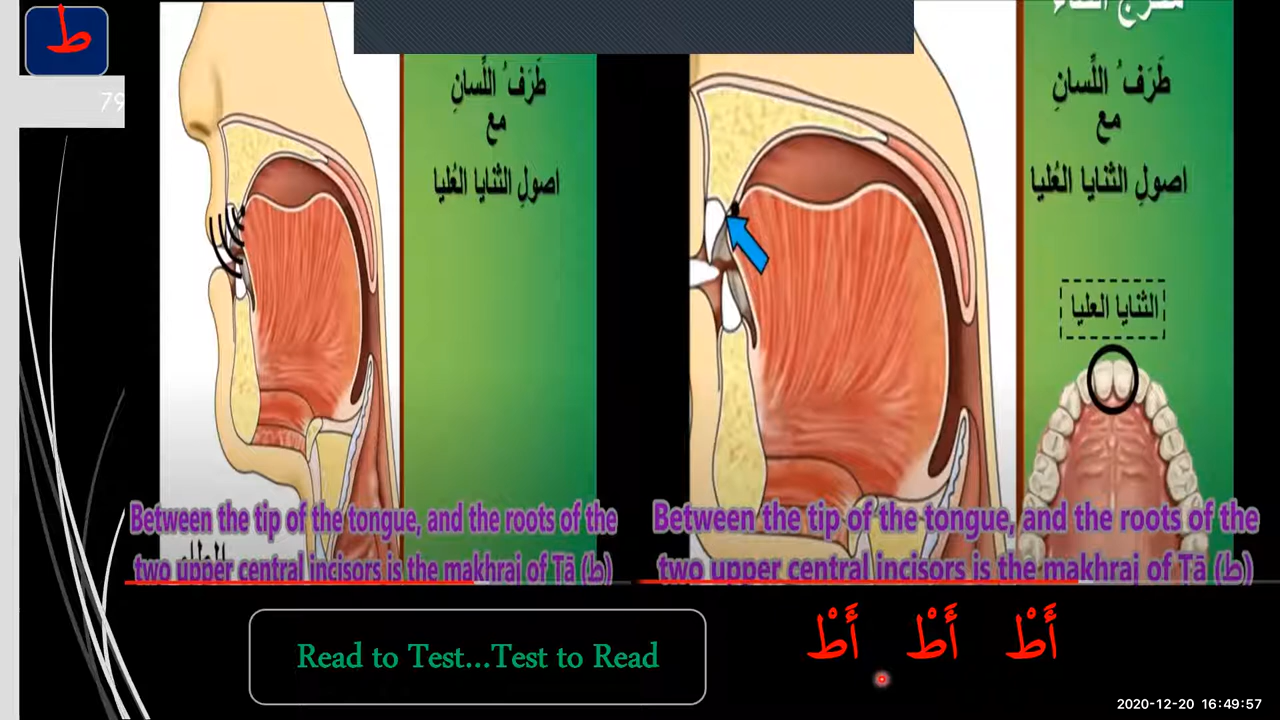 ط
79
طَرَفُ اللِّسانِ
مع
اصولِ الثنايا العُليا
طَرَفُ اللِّسانِ
مع
اصولِ الثنايا العُليا
الثنايا العليا
Between the tip of the tongue, and the roots of the
two upper central incisors is the makhraj of Tā (ط)
Between the tip of the tongue, and the roots of the
two upper central incisors is the makhraj of Tā (ط)
Read to Test...Test to Read
أَطْ أَطْ أَطْ
2020-12-20 16:49:57